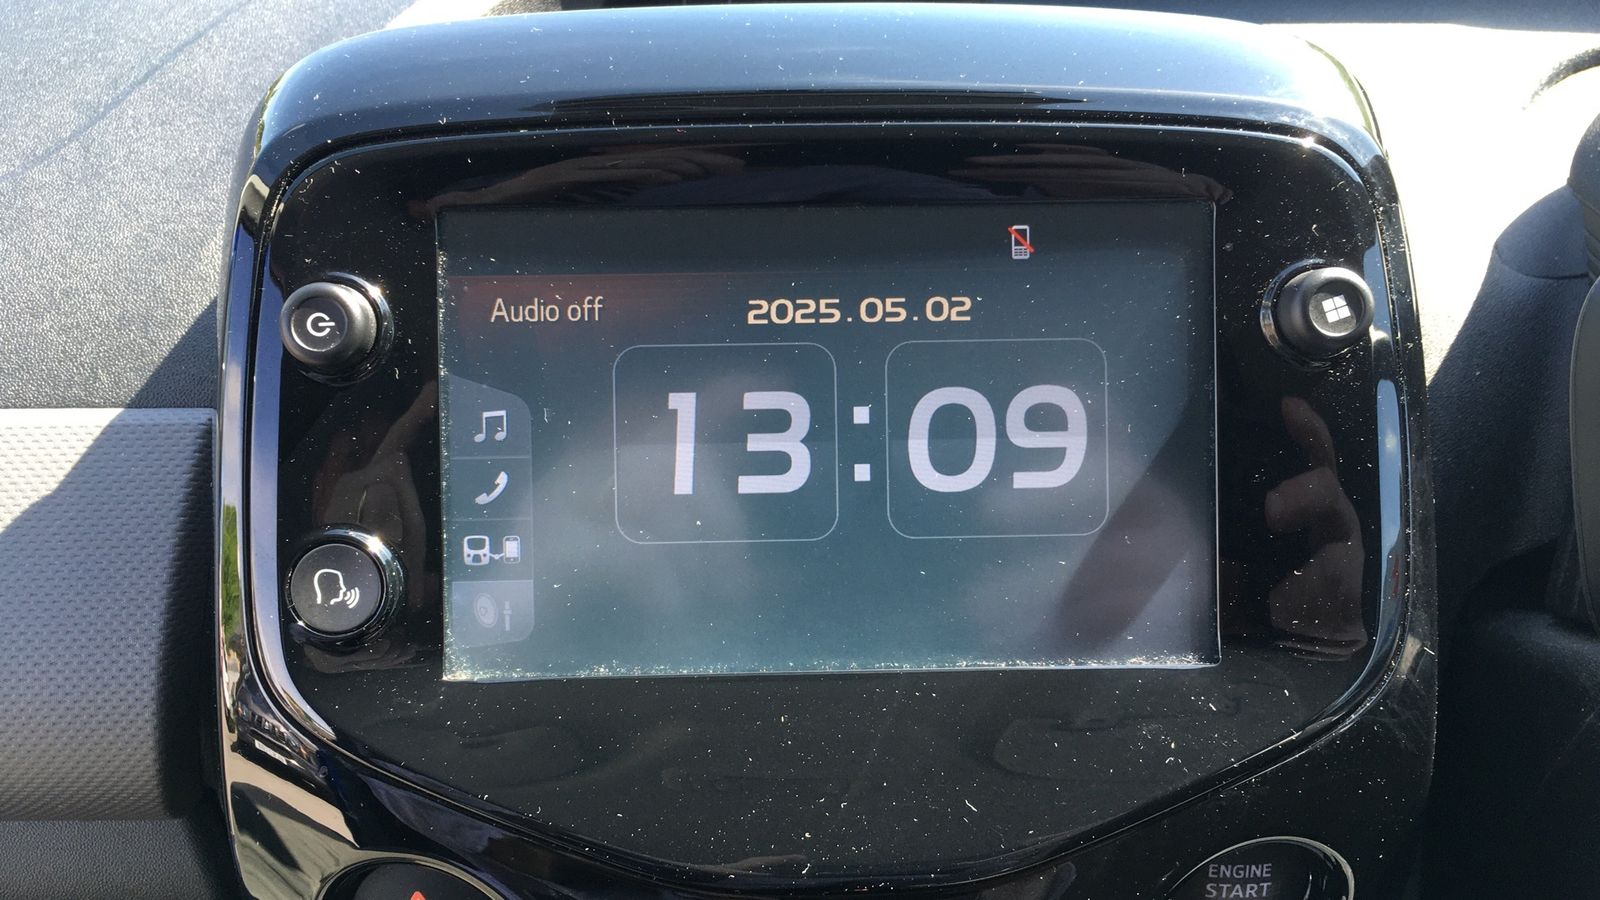 Audio off
2025.05.02
13:09
ENGINE
START